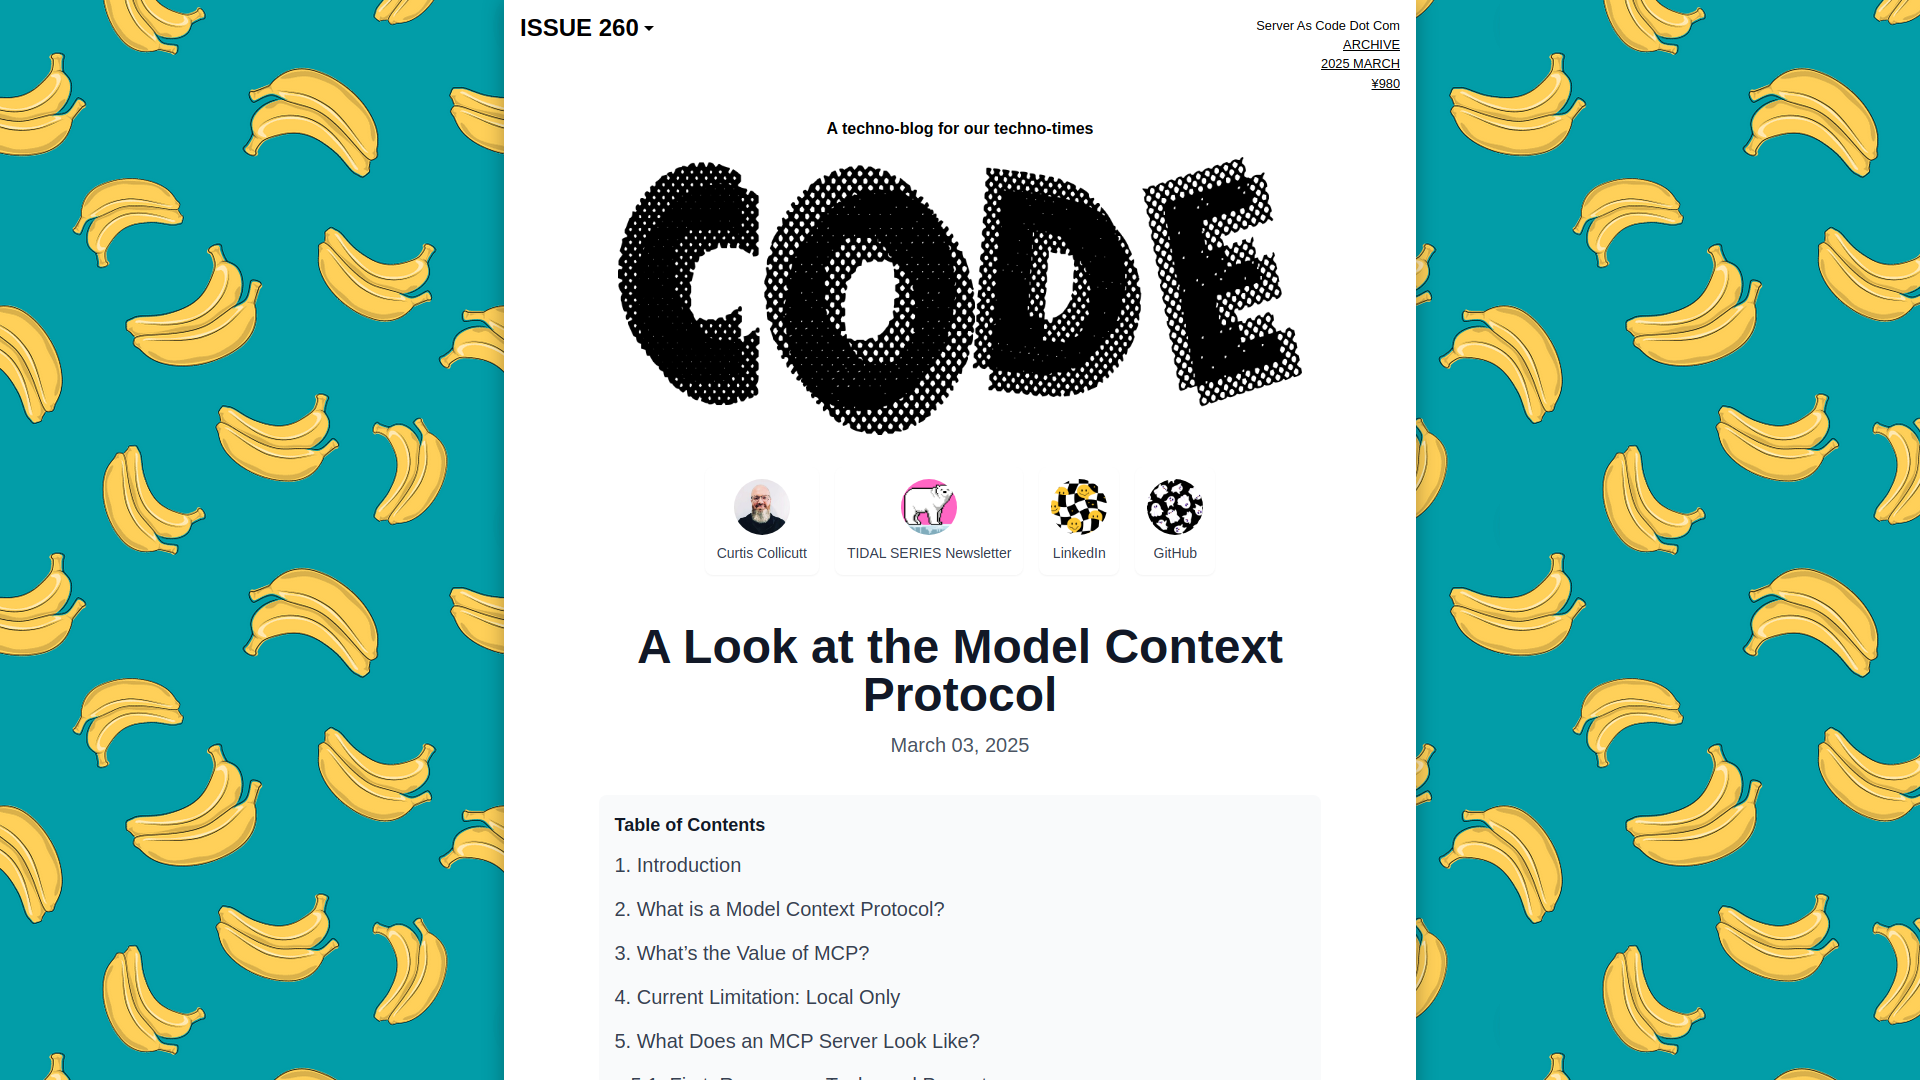 ISSUE 260
Server As Code Dot Com
ARCHIVE
2025 MARCH
¥980
A techno-blog for our techno-times
CODE
Curtis Collicutt
TIDAL SERIES Newsletter
LinkedIn
GitHub
A Look at the Model Context
Protocol
March 03, 2025
Table of Contents
1. Introduction
2. What is a Model Context Protocol?
3. What’s the Value of MCP?
4. Current Limitation: Local Only
5. What Does an MCP Server Look Like?